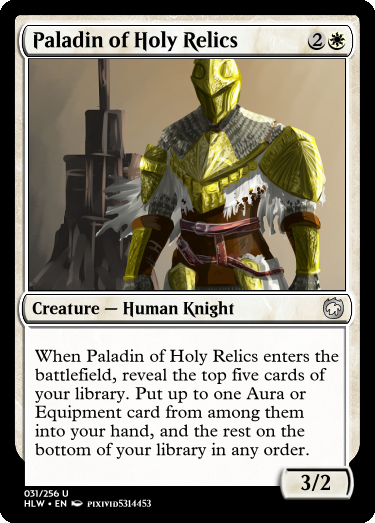 Paladin of Holy Relics 2
Creature — Human Knight
When Paladin of Holy Relics enters the
battlefield, reveal the top five cards of
your library. Put up to one Aura or
Equipment card from among them
into your hand, and the rest on the
bottom of your library in any order.
3/2
031/256 U
HLW • EN PIXIVID5314453